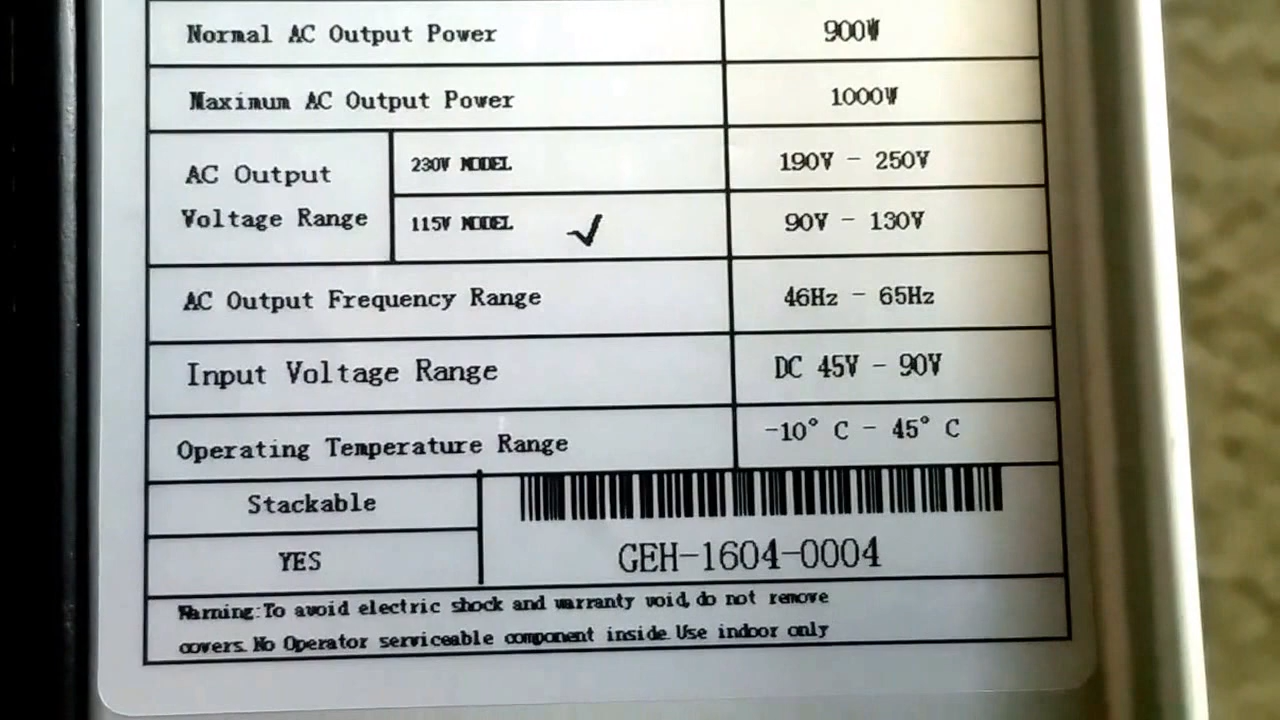 Normal AC Output Power 900W
Maximum AC Output Power 1000W
AC Output Voltage Range
230V MODEL 190V - 250V
115V MODEL ✓ 90V - 130V
AC Output Frequency Range 46Hz - 65Hz
Input Voltage Range DC 45V - 90V
Operating Temperature Range -10° C - 45° C
Stackable
YES
GEH-1604-0004
Warning:To avoid electric shock and warranty void, do not remove
covers. No Operator serviceable component inside. Use indoor only